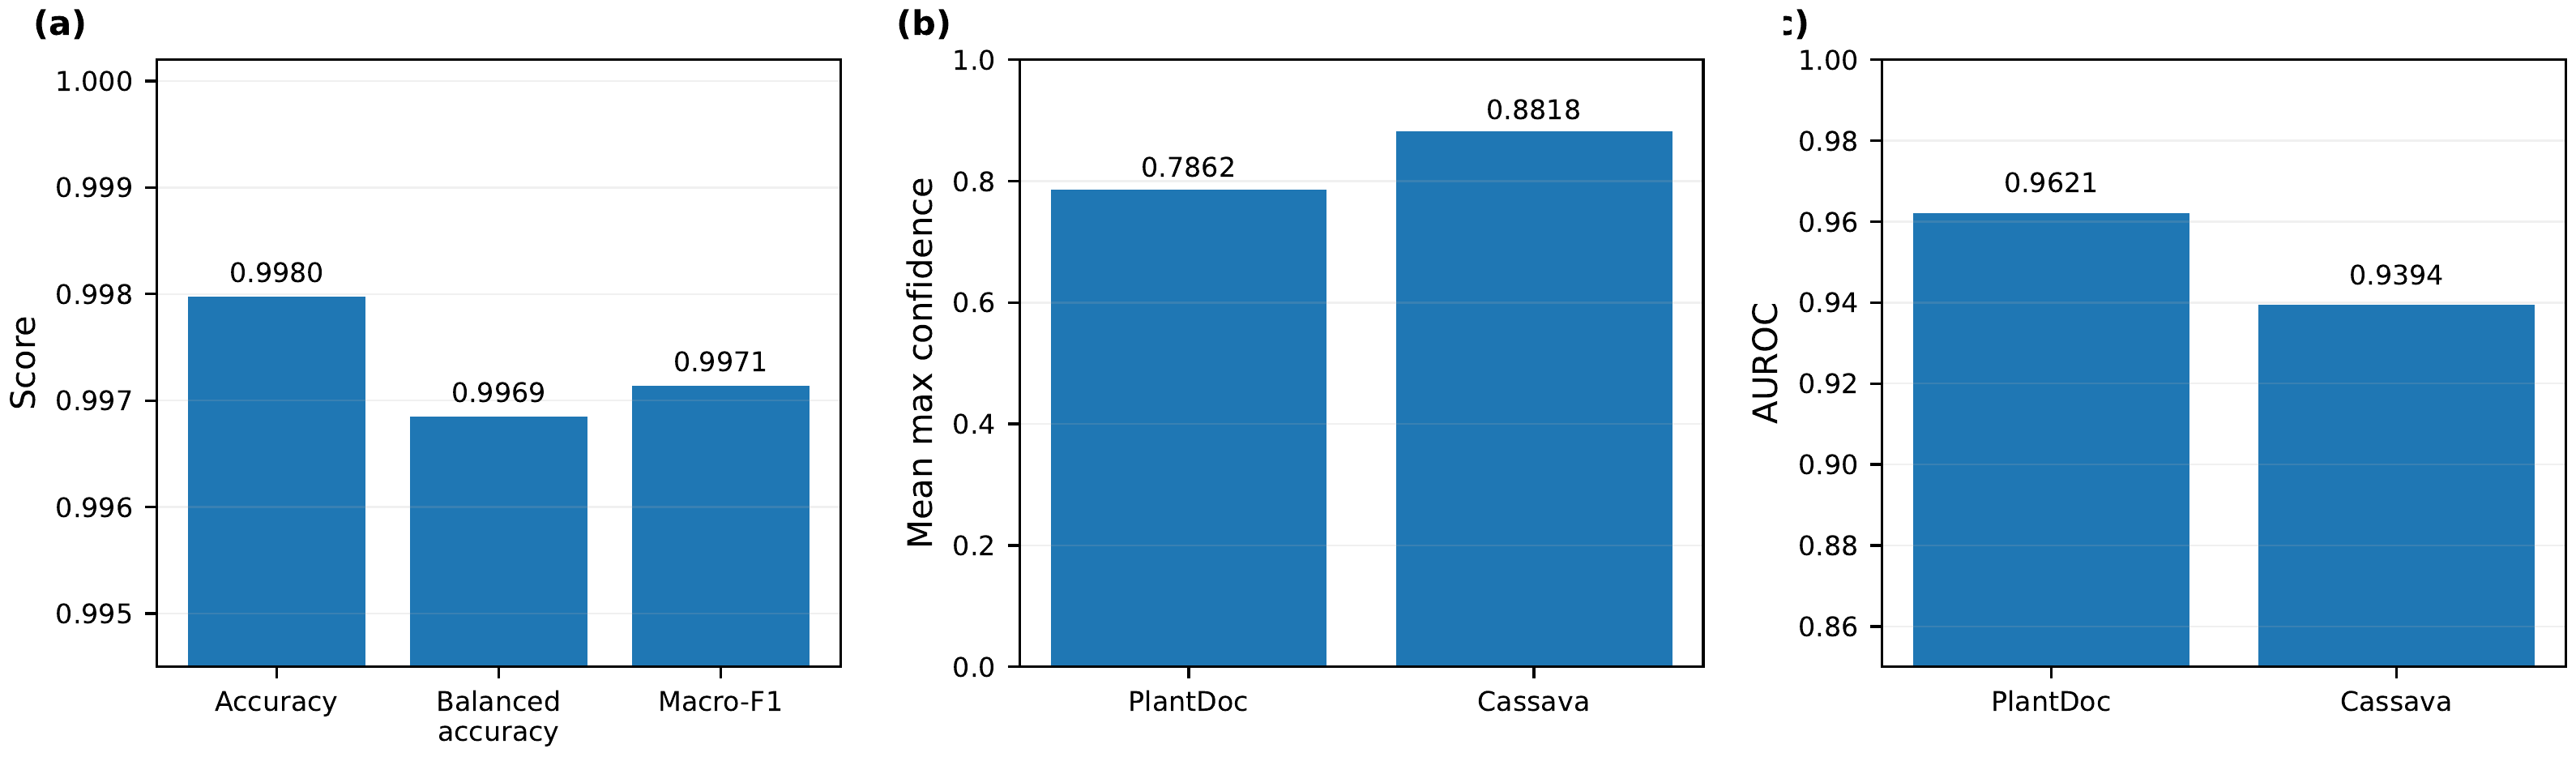 (a)
1.000
0.999
0.998
0.997
0.996
0.995
Score
0.9980
0.9969
0.9971
Accuracy
Balanced
accuracy
Macro-F1
(b)
1.0
0.8
0.6
0.4
0.2
0.0
Mean max confidence
0.7862
0.8818
PlantDoc
Cassava
c)
1.00
0.98
0.96
0.94
0.92
0.90
0.88
0.86
AUROC
0.9621
0.9394
PlantDoc
Cassava